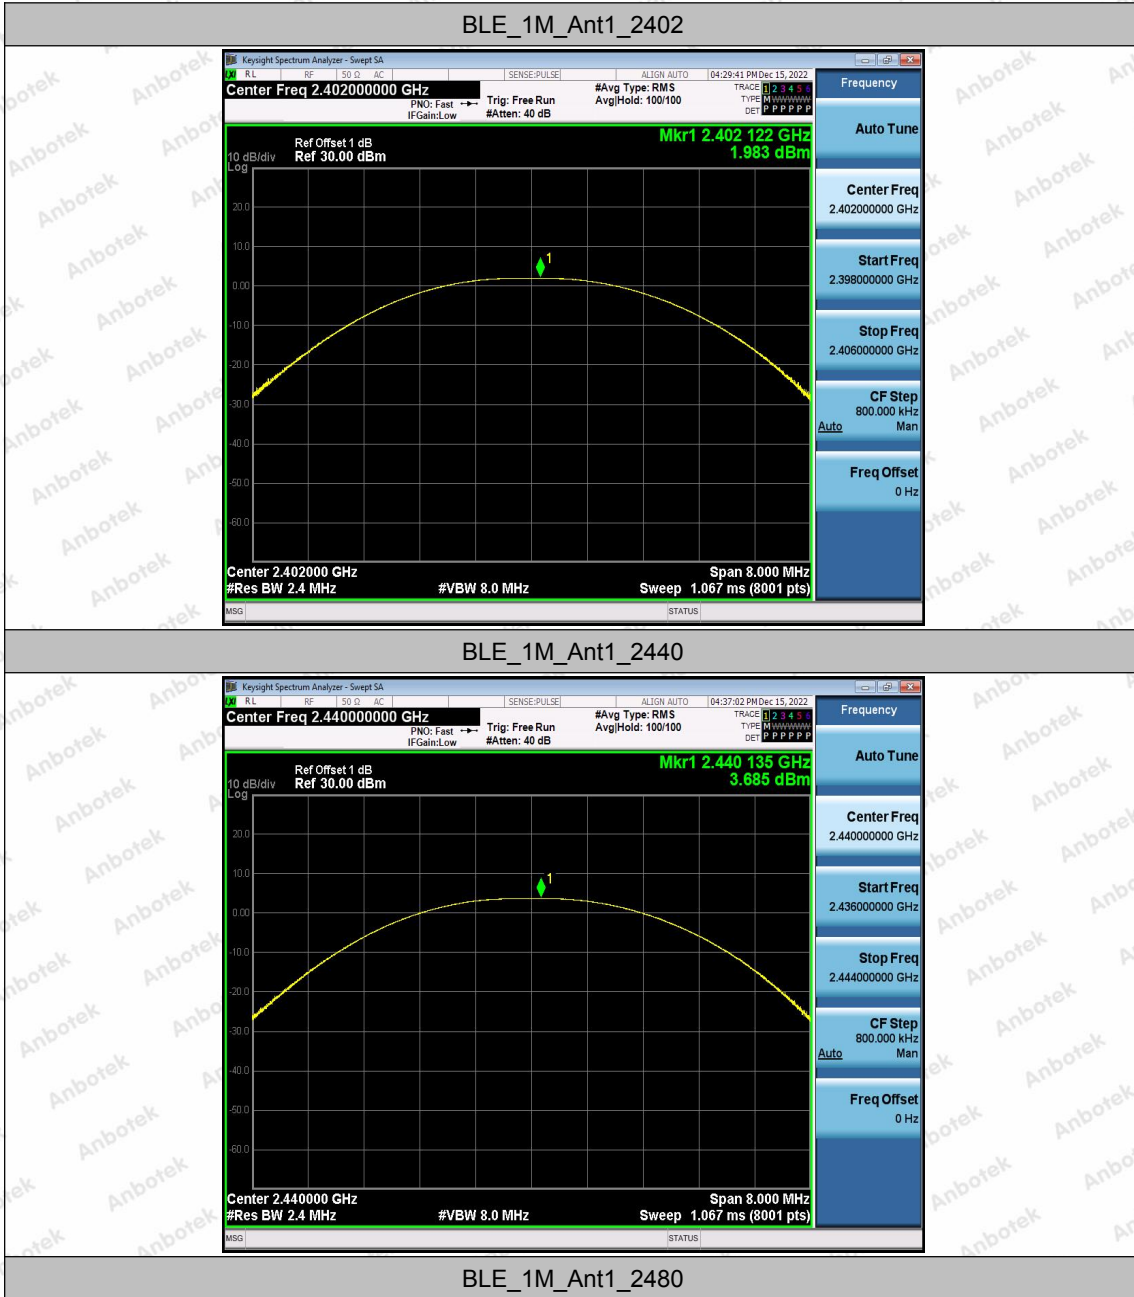 BLE_1M_Ant1_2402
Keysight Spectrum Analyzer - Swept SA
LXI RL RF 50 Ω AC SENSE:PULSE ALIGN AUTO 04:29:41 PM Dec 15, 2022
Center Freq 2.402000000 GHz
PNO: Fast
IFGain:Low
Trig: Free Run
#Atten: 40 dB
#Avg Type: RMS
Avg|Hold: 100/100
TRACE 1 2 3 4 5 6
TYPE M WWWWW
DET P P P P P P
Frequency
Auto Tune
Center Freq
2.402000000 GHz
Start Freq
2.398000000 GHz
Stop Freq
2.406000000 GHz
CF Step
800.000 kHz
Auto Man
Freq Offset
0 Hz
Mkr1 2.402 122 GHz
1.983 dBm
Ref Offset 1 dB
10 dB/div Ref 30.00 dBm
Log
20.0
10.0
0.00
-10.0
-20.0
-30.0
-40.0
-50.0
-60.0
1
Center 2.402000 GHz Span 8.000 MHz
#Res BW 2.4 MHz #VBW 8.0 MHz Sweep 1.067 ms (8001 pts)
MSG STATUS
BLE_1M_Ant1_2440
Keysight Spectrum Analyzer - Swept SA
LXI RL RF 50 Ω AC SENSE:PULSE ALIGN AUTO 04:37:02 PM Dec 15, 2022
Center Freq 2.440000000 GHz
PNO: Fast
IFGain:Low
Trig: Free Run
#Atten: 40 dB
#Avg Type: RMS
Avg|Hold: 100/100
TRACE 1 2 3 4 5 6
TYPE M WWWWW
DET P P P P P P
Frequency
Auto Tune
Center Freq
2.440000000 GHz
Start Freq
2.436000000 GHz
Stop Freq
2.444000000 GHz
CF Step
800.000 kHz
Auto Man
Freq Offset
0 Hz
Mkr1 2.440 135 GHz
3.685 dBm
Ref Offset 1 dB
10 dB/div Ref 30.00 dBm
Log
20.0
10.0
0.00
-10.0
-20.0
-30.0
-40.0
-50.0
-60.0
1
Center 2.440000 GHz Span 8.000 MHz
#Res BW 2.4 MHz #VBW 8.0 MHz Sweep 1.067 ms (8001 pts)
MSG STATUS
BLE_1M_Ant1_2480
Anbotek